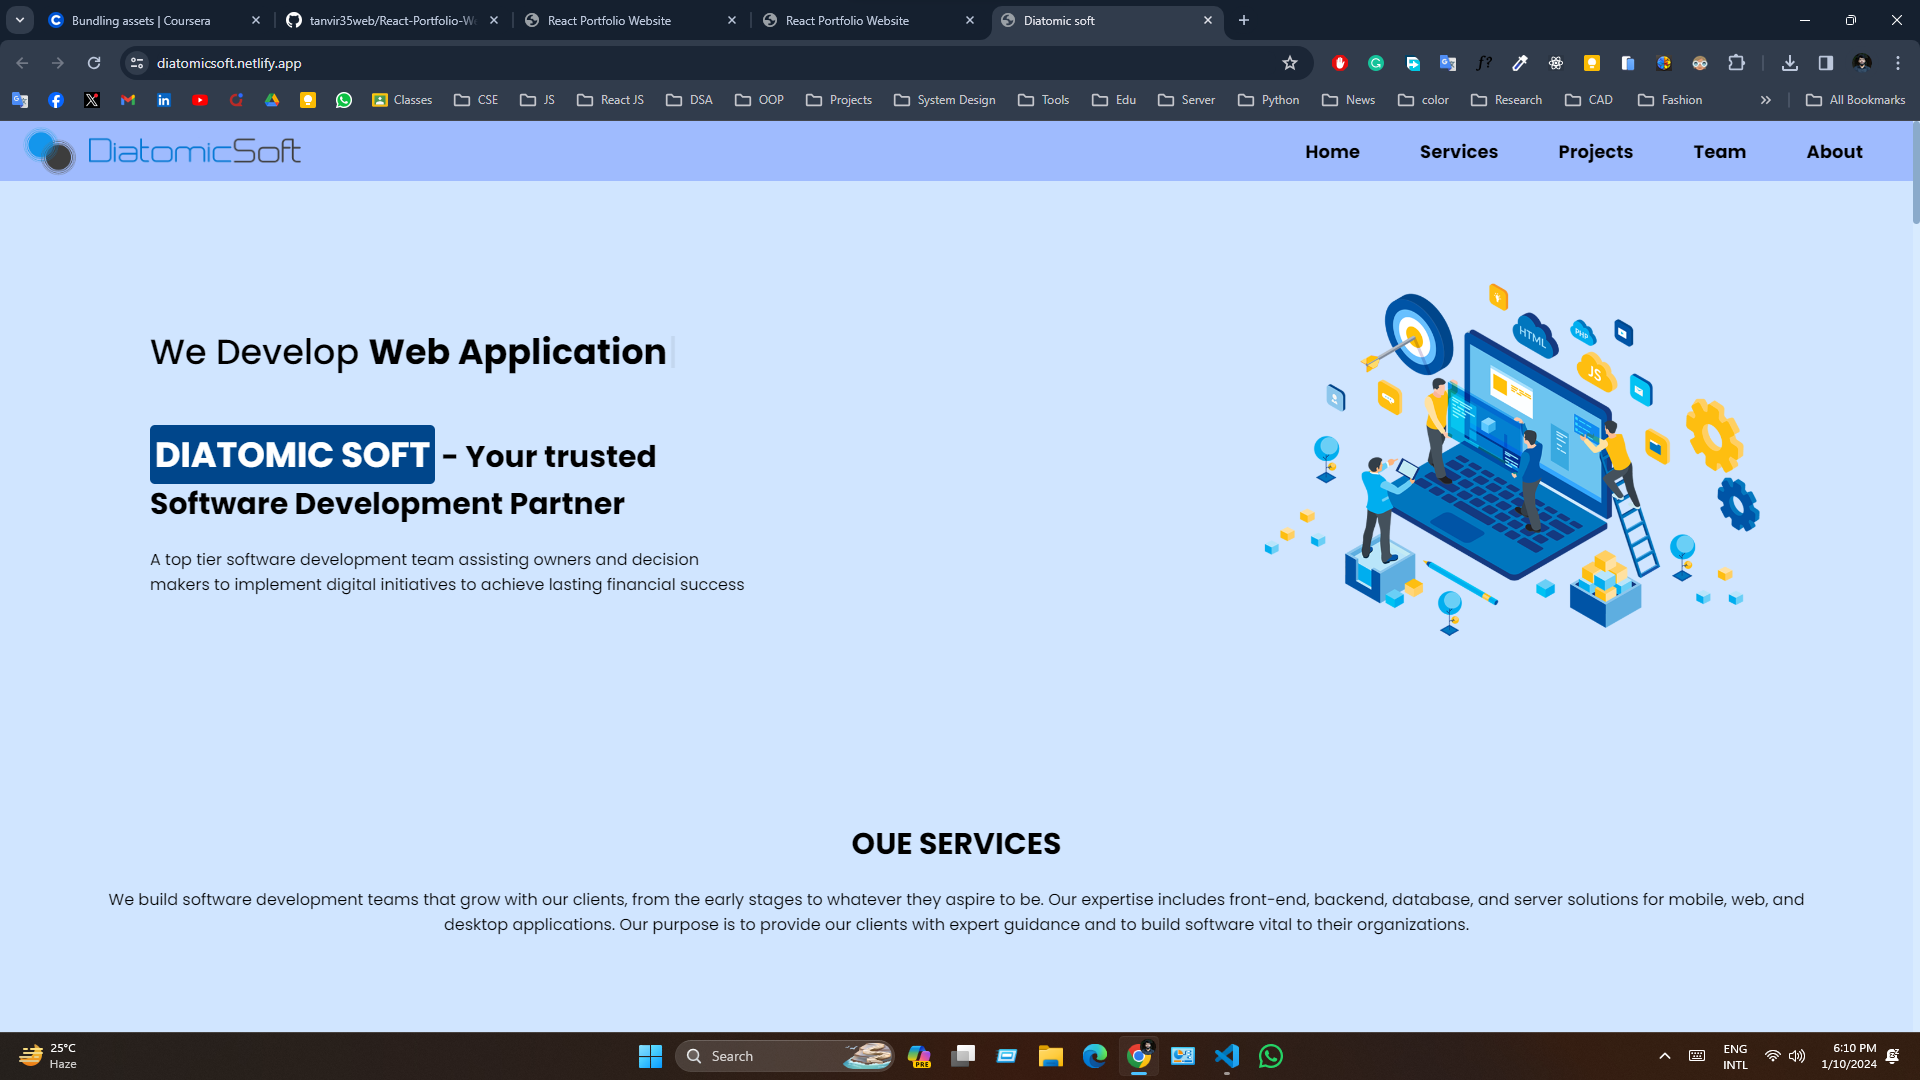 Bundling assets | Coursera
tanvir35web/React-Portfolio-W
React Portfolio Website
React Portfolio Website
Diatomic soft
diatomicsoft.netlify.app
Classes CSE JS React JS DSA OOP Projects System Design Tools Edu Server Python News color Research CAD Fashion All Bookmarks
DiatomicSoft
Home Services Projects Team About
We Develop Web Application
DIATOMIC SOFT - Your trusted
Software Development Partner
A top tier software development team assisting owners and decision
makers to implement digital initiatives to achieve lasting financial success
HTML
PHP
JS
OUE SERVICES
We build software development teams that grow with our clients, from the early stages to whatever they aspire to be. Our expertise includes front-end, backend, database, and server solutions for mobile, web, and
desktop applications. Our purpose is to provide our clients with expert guidance and to build software vital to their organizations.
25°C
Haze
Search
PRE
ENG
INTL
6:10 PM
1/10/2024